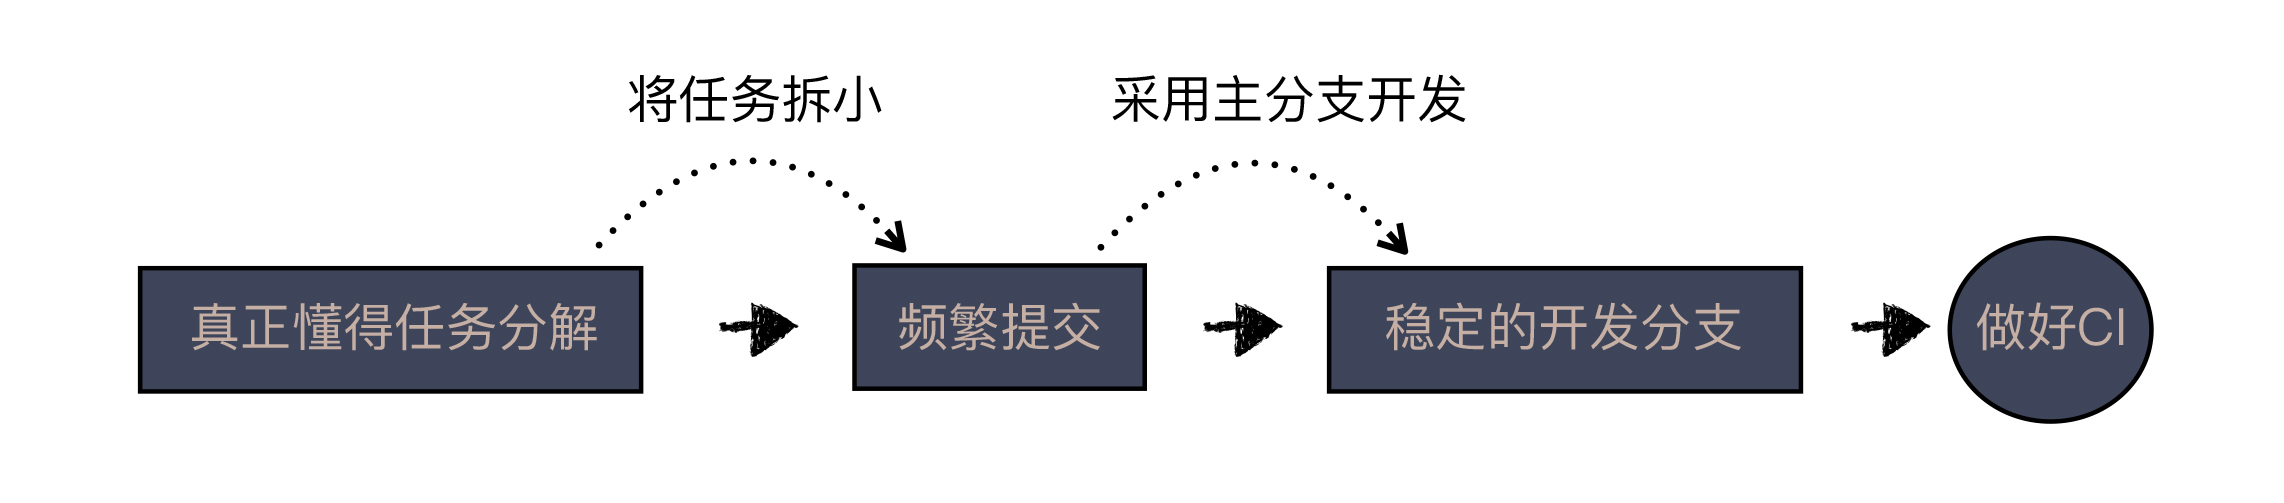 将任务拆小
采用主分支开发
真正懂得任务分解
频繁提交
稳定的开发分支
做好CI